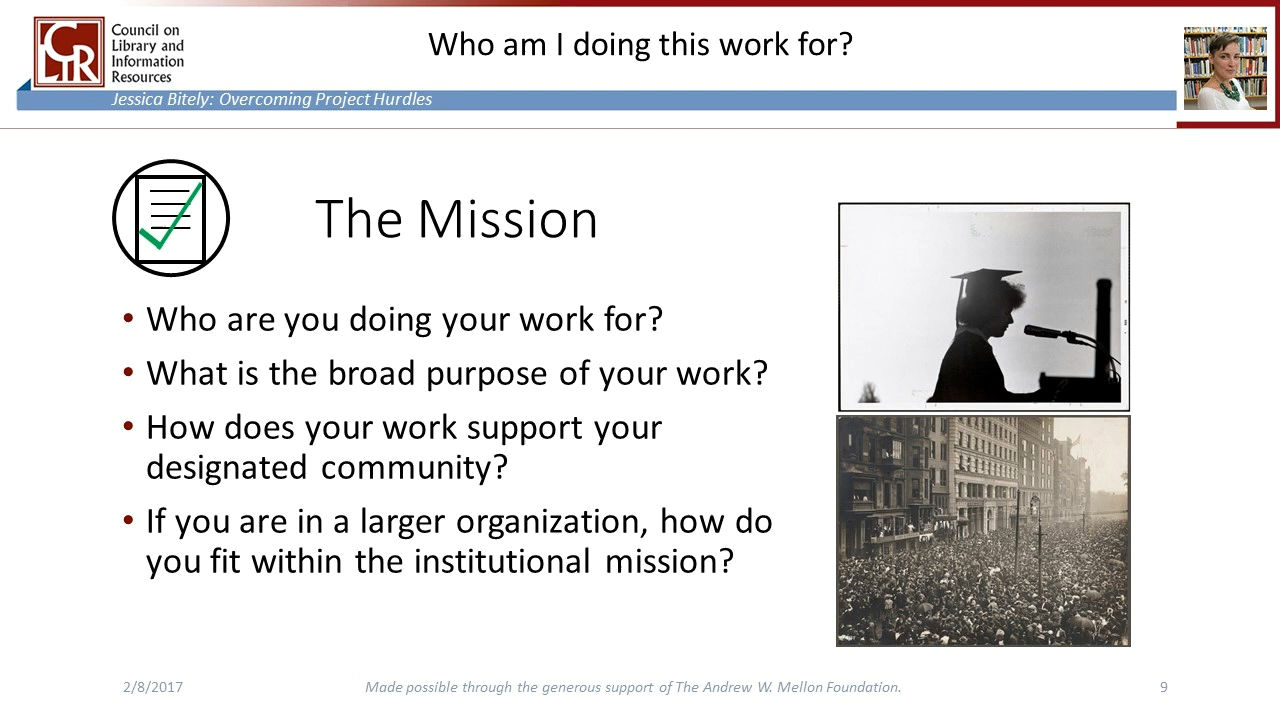 Who am I doing this work for?
CLIR
Council on
Library and
Information
Resources
Jessica Bitely: Overcoming Project Hurdles
The Mission
• Who are you doing your work for?
• What is the broad purpose of your work?
• How does your work support your
designated community?
• If you are in a larger organization, how do
you fit within the institutional mission?
2/8/2017
Made possible through the generous support of The Andrew W. Mellon Foundation.
9